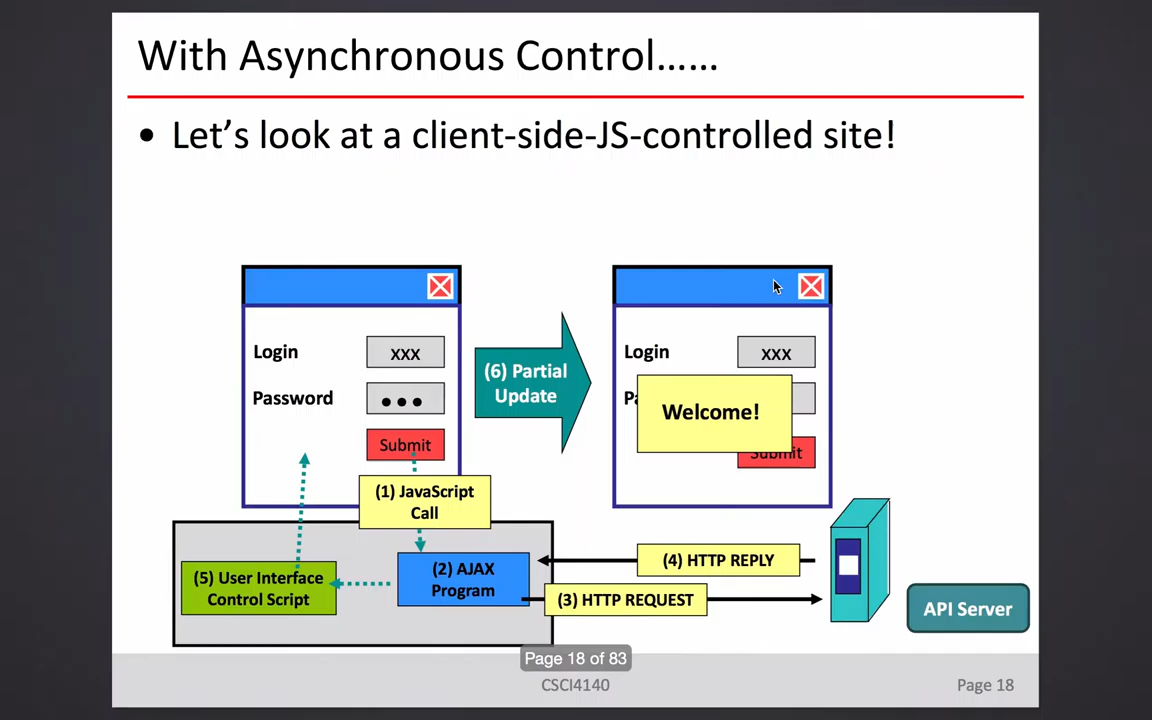 With Asynchronous Control……
• Let's look at a client-side-JS-controlled site!
Login
xxx
Password
●●●
Submit
(6) Partial
Update
Login
xxx
Pa
Welcome!
Submit
(1) JavaScript
Call
(2) AJAX
Program
(5) User Interface
Control Script
(4) HTTP REPLY
(3) HTTP REQUEST
API Server
Page 18 of 83
CSCI4140
Page 18